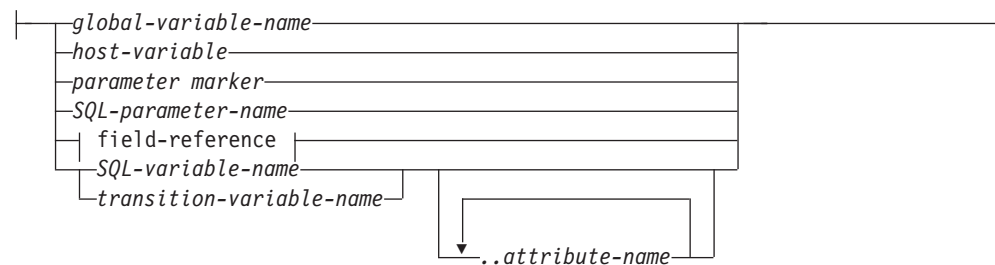 global-variable-name
host-variable
parameter marker
SQL-parameter-name
field-reference
SQL-variable-name
transition-variable-name
..attribute-name